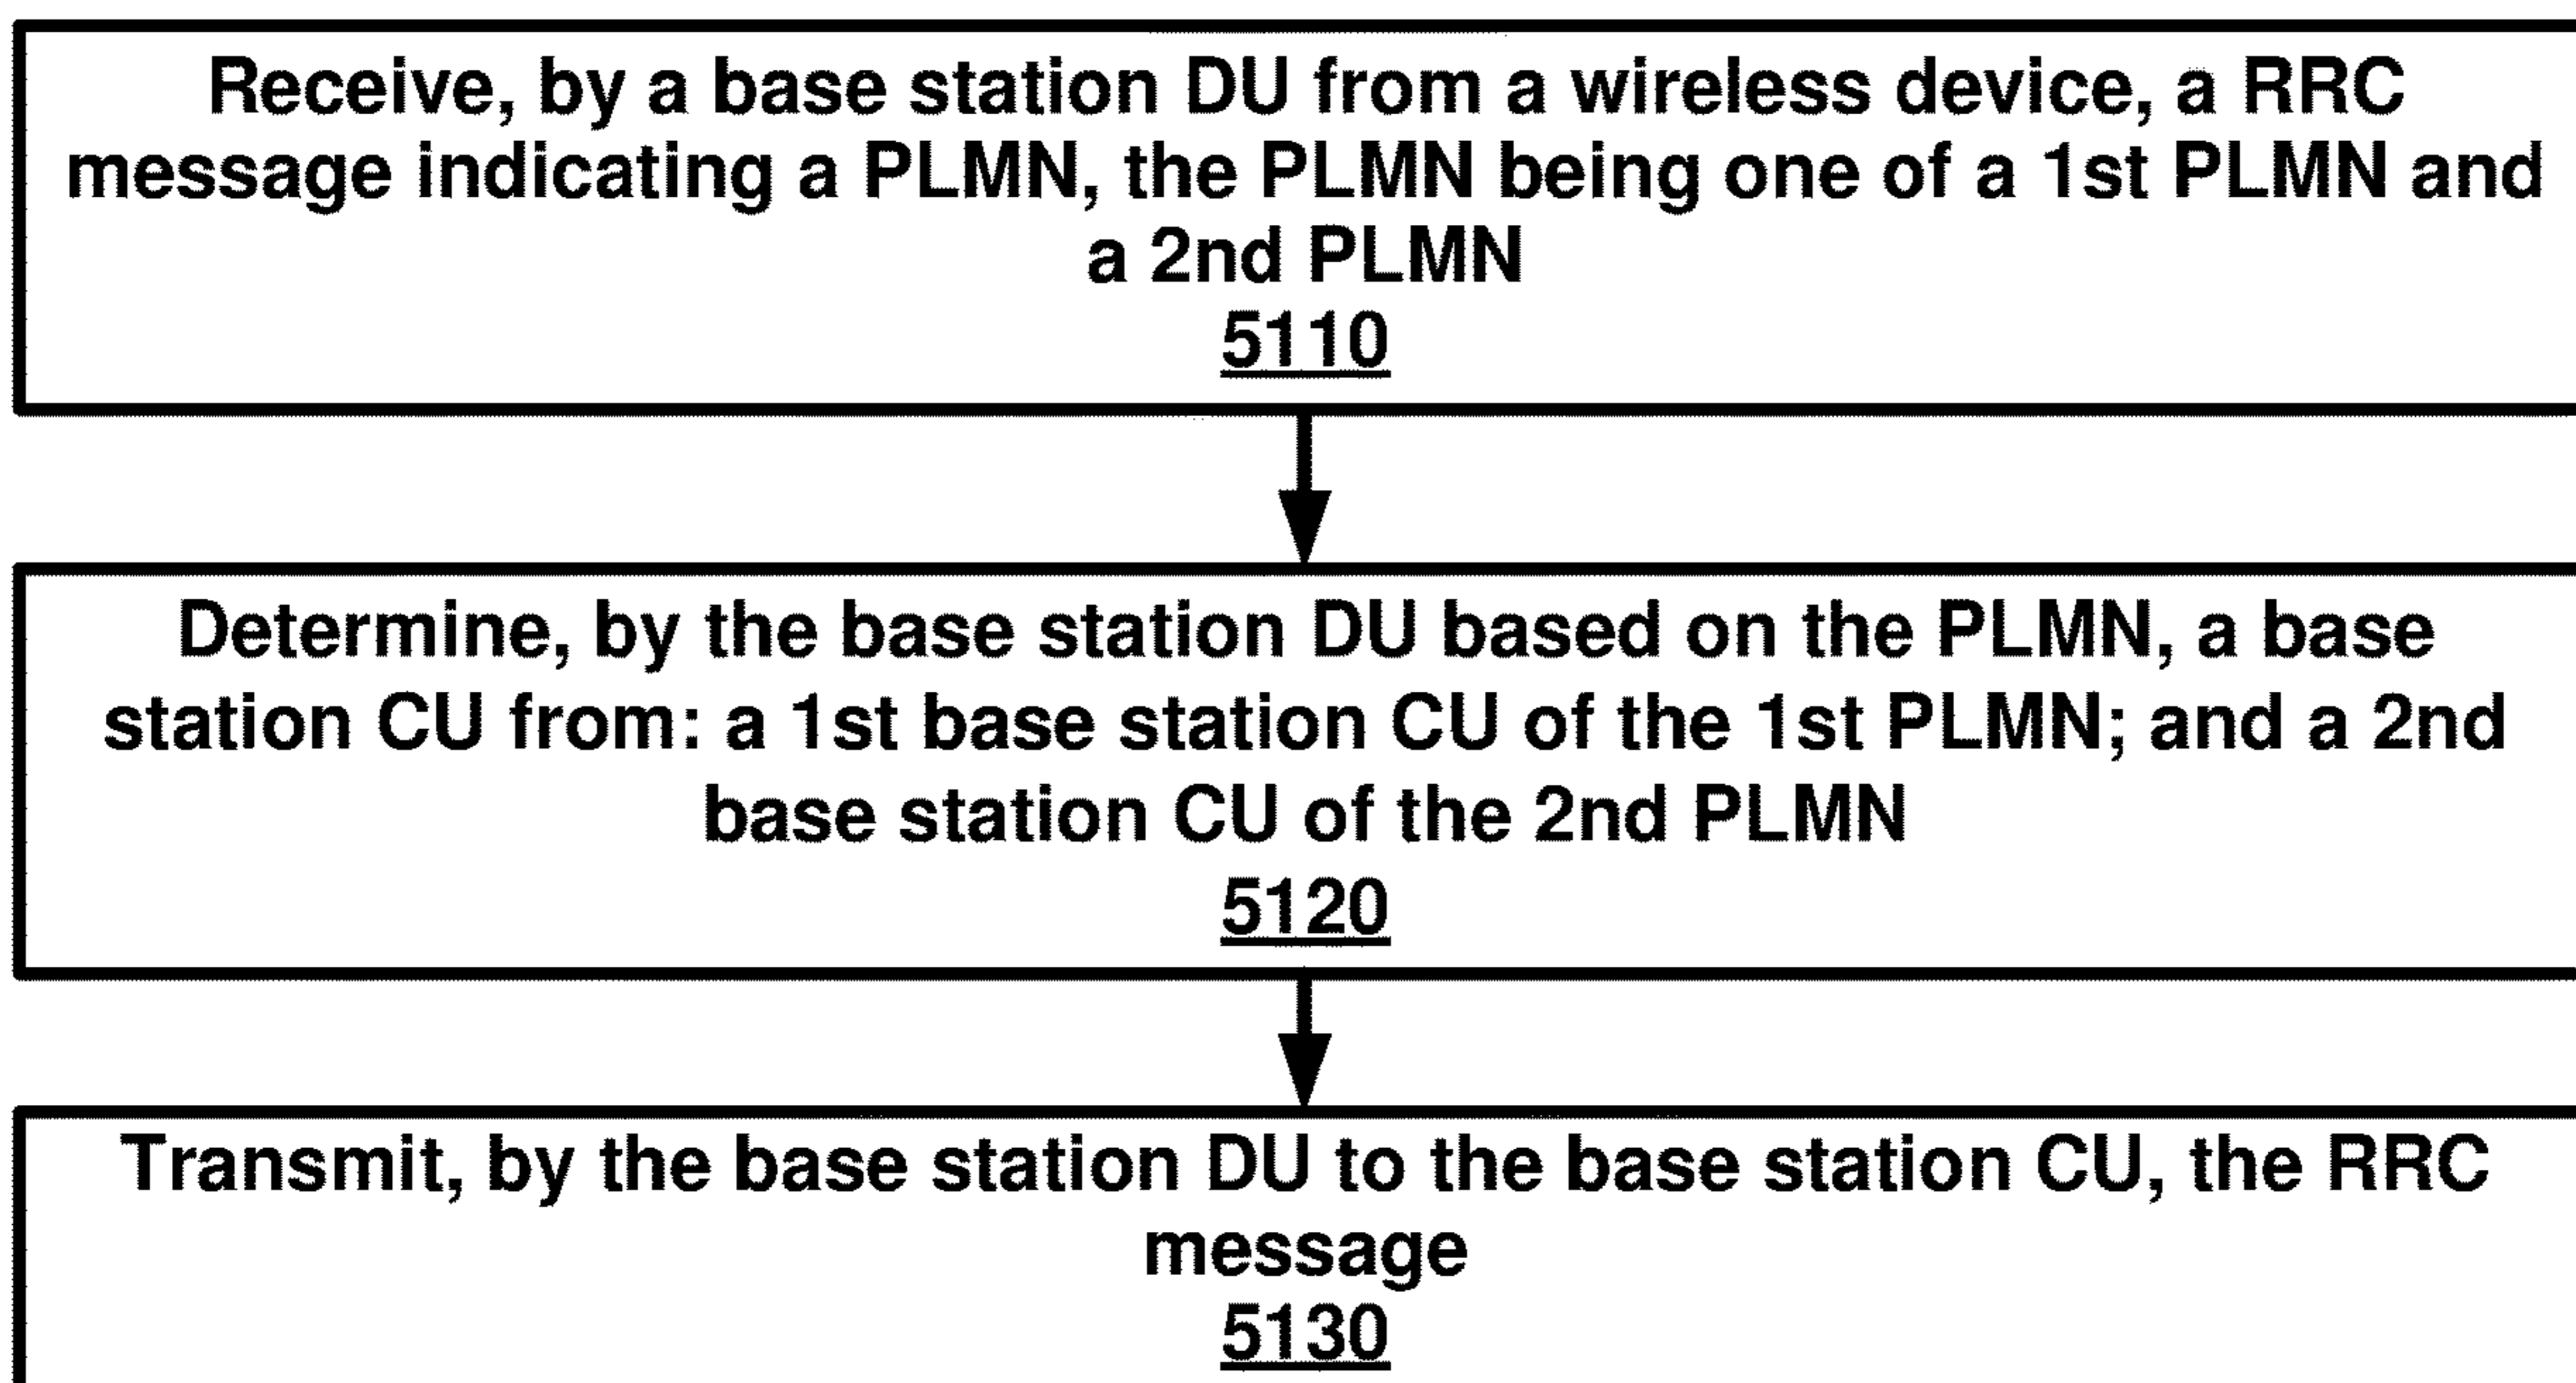 Receive, by a base station DU from a wireless device, a RRC
message indicating a PLMN, the PLMN being one of a 1st PLMN and
a 2nd PLMN
5110
Determine, by the base station DU based on the PLMN, a base
station CU from: a 1st base station CU of the 1st PLMN; and a 2nd
base station CU of the 2nd PLMN
5120
Transmit, by the base station DU to the base station CU, the RRC
message
5130